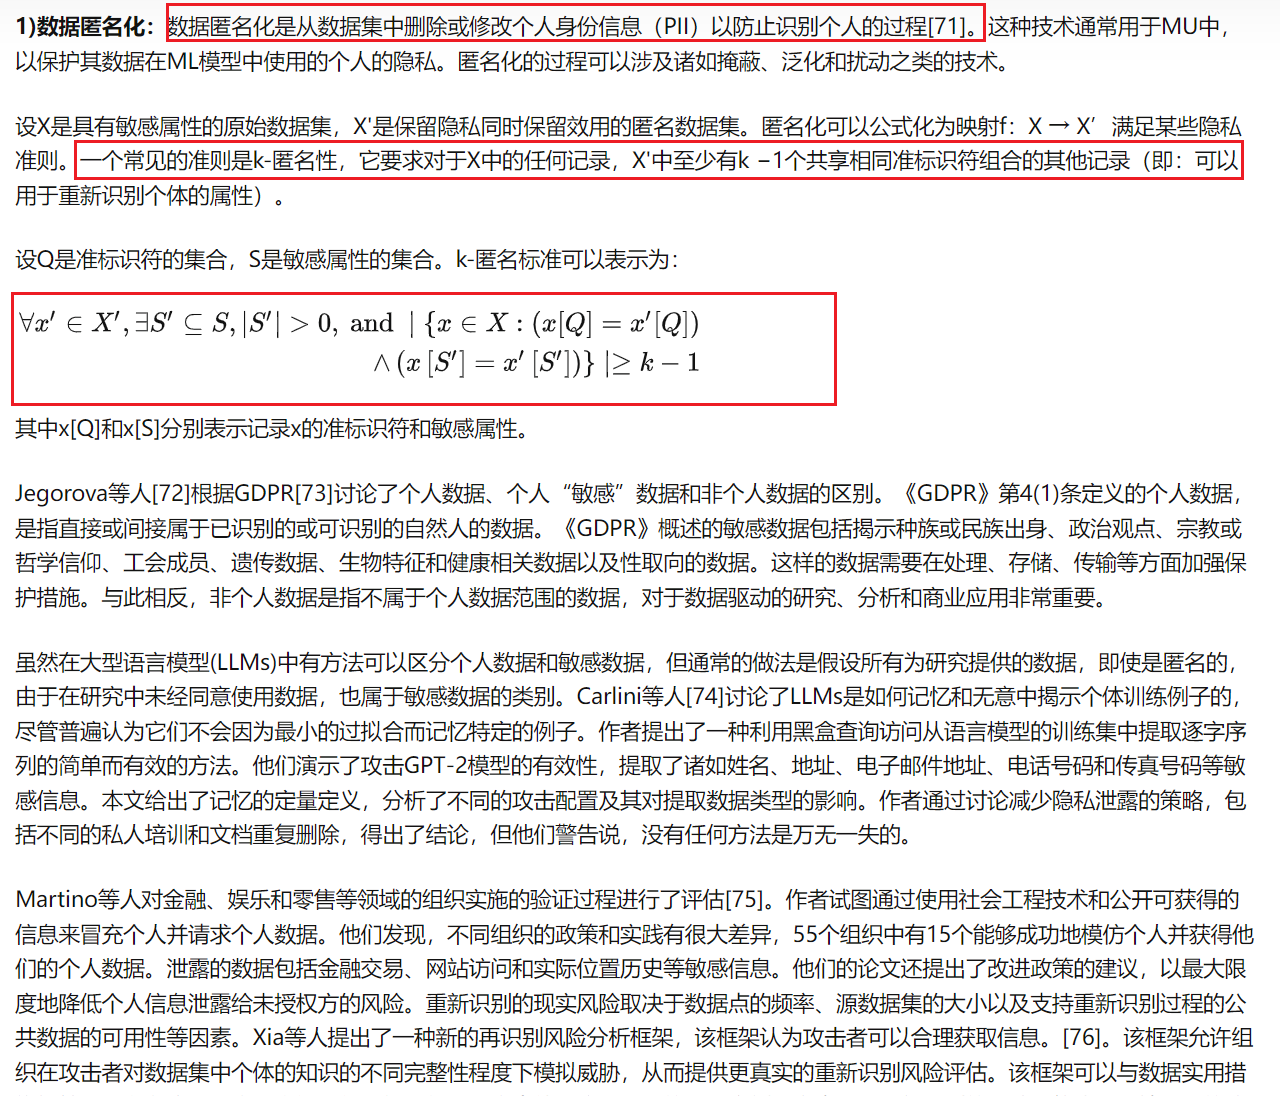 1)数据匿名化：数据匿名化是从数据集中删除或修改个人身份信息（PII）以防止识别个人的过程[71]。这种技术通常用于MU中，
以保护其数据在ML模型中使用的个人的隐私。匿名化的过程可以涉及诸如掩蔽、泛化和扰动之类的技术。
设X是具有敏感属性的原始数据集，X'是保留隐私同时保留效用的匿名数据集。匿名化可以公式化为映射f：X → X′ 满足某些隐私
准则。一个常见的准则是k-匿名性，它要求对于X中的任何记录，X'中至少有k −1个共享相同准标识符组合的其他记录（即：可以
用于重新识别个体的属性）。
设Q是准标识符的集合，S是敏感属性的集合。k-匿名标准可以表示为：
∀x′ ∈ X′, ∃S′ ⊆ S, |S′| > 0, and | {x ∈ X : (x[Q] = x′[Q])
∧ (x [S′] = x′ [S′])} |≥ k − 1
其中x[Q]和x[S]分别表示记录x的准标识符和敏感属性。
Jegorova等人[72]根据GDPR[73]讨论了个人数据、个人“敏感”数据和非个人数据的区别。《GDPR》第4(1)条定义的个人数据，
是指直接或间接属于已识别的或可识别的自然人的数据。《GDPR》概述的敏感数据包括揭示种族或民族出身、政治观点、宗教或
哲学信仰、工会成员、遗传数据、生物特征和健康相关数据以及性取向的数据。这样的数据需要在处理、存储、传输等方面加强保
护措施。与此相反，非个人数据是指不属于个人数据范围的数据，对于数据驱动的研究、分析和商业应用非常重要。
虽然在大型语言模型(LLMs)中有方法可以区分个人数据和敏感数据，但通常的做法是假设所有为研究提供的数据，即使是匿名的，
由于在研究中未经同意使用数据，也属于敏感数据的类别。Carlini等人[74]讨论了LLMs是如何记忆和无意中揭示个体训练例子的，
尽管普遍认为它们不会因为最小的过拟合而记忆特定的例子。作者提出了一种利用黑盒查询访问从语言模型的训练集中提取逐字序
列的简单而有效的方法。他们演示了攻击GPT-2模型的有效性，提取了诸如姓名、地址、电子邮件地址、电话号码和传真号码等敏
感信息。本文给出了记忆的定量定义，分析了不同的攻击配置及其对提取数据类型的影响。作者通过讨论减少隐私泄露的策略，包
括不同的私人培训和文档重复删除，得出了结论，但他们警告说，没有任何方法是万无一失的。
Martino等人对金融、娱乐和零售等领域的组织实施的验证过程进行了评估[75]。作者试图通过使用社会工程技术和公开可获得的
信息来冒充个人并请求个人数据。他们发现，不同组织的政策和实践有很大差异，55个组织中有15个能够成功地模仿个人并获得他
们的个人数据。泄露的数据包括金融交易、网站访问和实际位置历史等敏感信息。他们的论文还提出了改进政策的建议，以最大限
度地降低个人信息泄露给未授权方的风险。重新识别的现实风险取决于数据点的频率、源数据集的大小以及支持重新识别过程的公
共数据的可用性等因素。Xia等人提出了一种新的再识别风险分析框架，该框架认为攻击者可以合理获取信息。[76]。该框架允许组
织在攻击者对数据集中个体的知识的不同完整性程度下模拟威胁，从而提供更真实的重新识别风险评估。该框架可以与数据实用措